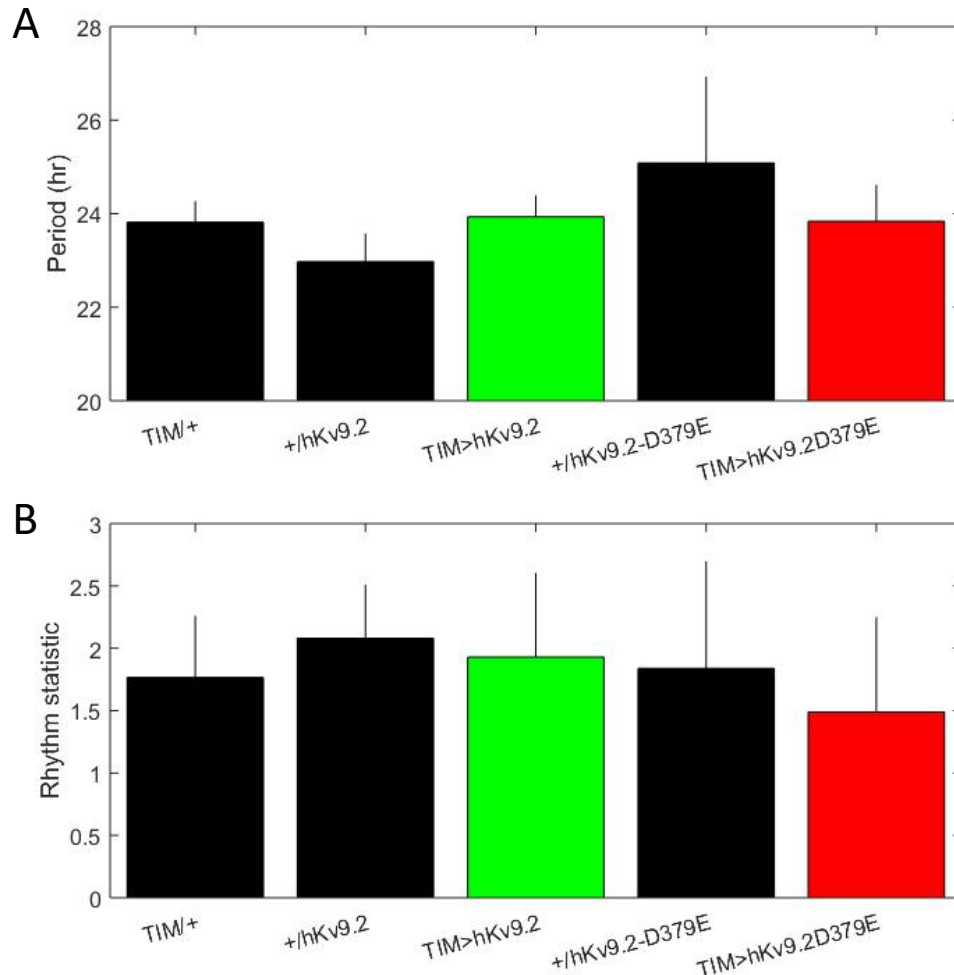 A
28
26
24
22
20
Period (hr)
TIM/+
+/hKv9.2
TIM>hKv9.2
+/hKv9.2-D379E
TIM>hKv9.2D379E
B
3
2.5
2
1.5
1
0.5
0
Rhythm statistic
TIM/+
+/hKv9.2
TIM>hKv9.2
+/hKv9.2-D379E
TIM>hKv9.2D379E